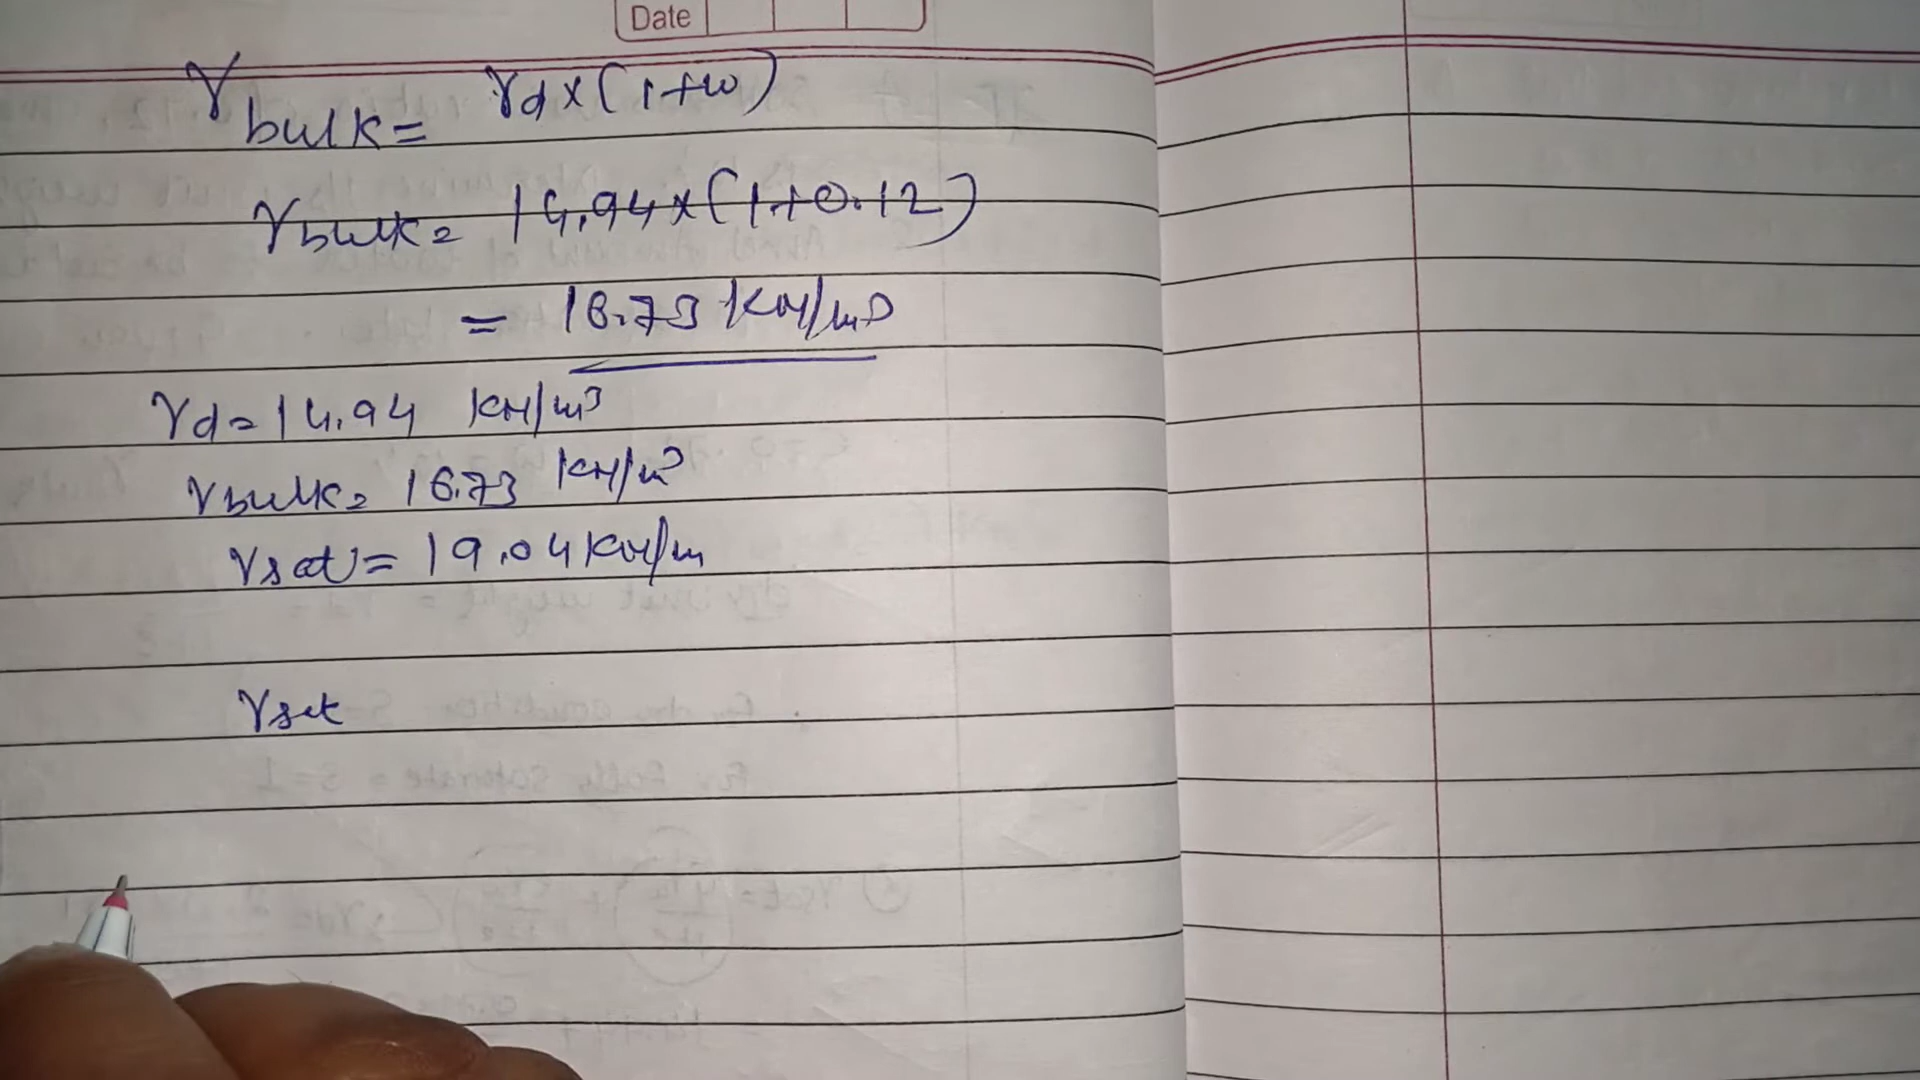 Date
γbulk = γd×(1+w)
γbulk = 14.94×(1+0.12)
= 16.73 KN/m3
γd = 14.94 KN/m3
γbulk = 16.73 KN/m3
γsat = 19.04 KN/m
γsat